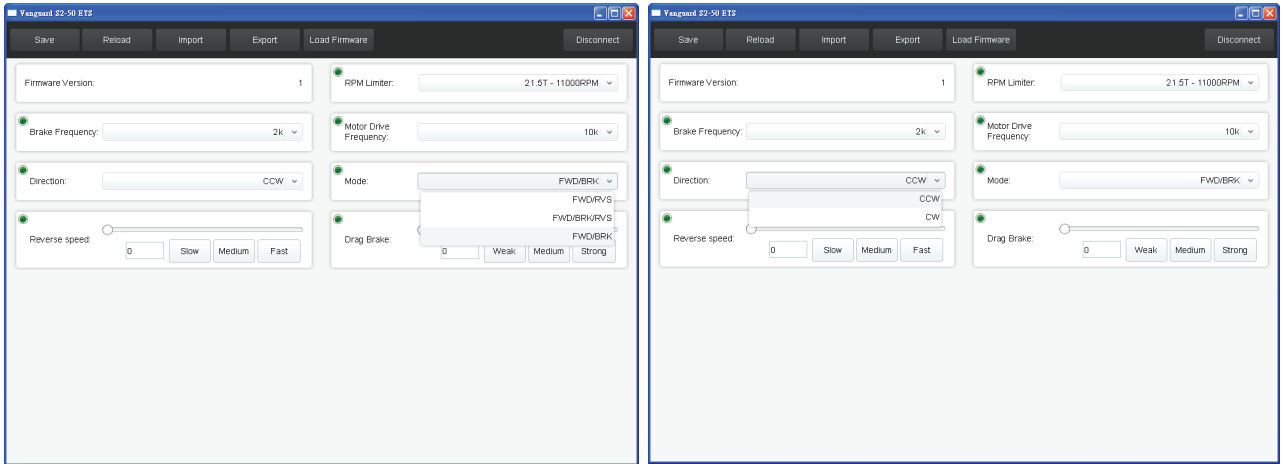 Vanguard S2-50 ETS
Save Reload Import Export Load Firmware Disconnect
Firmware Version: 1 RPM Limiter: 21.5T - 11000RPM
Brake Frequency: 2k Motor Drive Frequency: 10k
Direction: CCW Mode: FWD/BRK
FWD/RVS
FWD/BRK/RVS
FWD/BRK
Reverse speed: 0 Slow Medium Fast Drag Brake: 0 Weak Medium Strong
Vanguard S2-50 ETS
Save Reload Import Export Load Firmware Disconnect
Firmware Version: 1 RPM Limiter: 21.5T - 11000RPM
Brake Frequency: 2k Motor Drive Frequency: 10k
Direction: CCW Mode: FWD/BRK
CCW
CW
Reverse speed: 0 Slow Medium Fast Drag Brake: 0 Weak Medium Strong